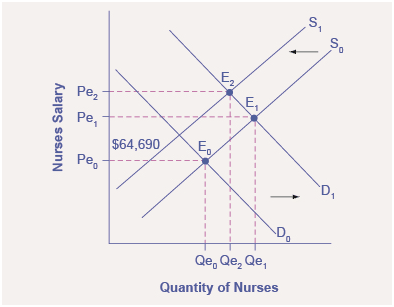 S₁
S₀
E₂
Pe₂
E₁
Pe₁
$64,690
E₀
Pe₀
Nurses Salary
D₁
D₀
Qe₀ Qe₂ Qe₁
Quantity of Nurses